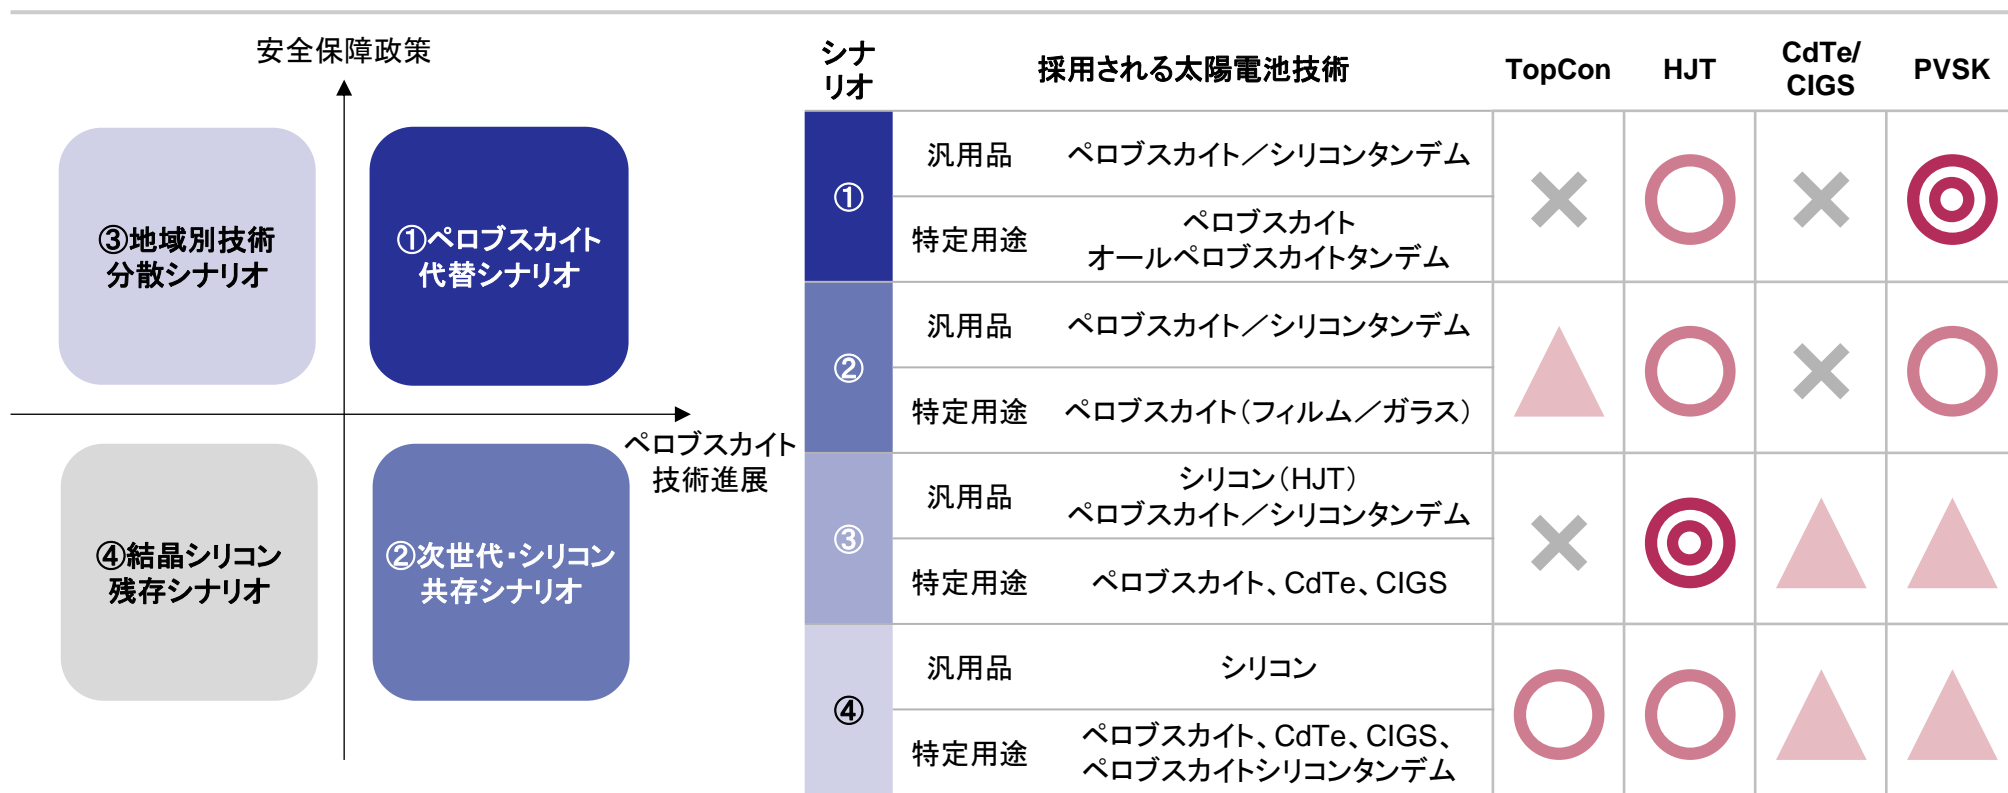 安全保障政策
③地域別技術
分散シナリオ
①ペロブスカイト
代替シナリオ
ペロブスカイト
技術進展
④結晶シリコン
残存シナリオ
②次世代・シリコン
共存シナリオ
シナ
リオ
採用される太陽電池技術
TopCon
HJT
CdTe/
CIGS
PVSK
①
汎用品
ペロブスカイト／シリコンタンデム
特定用途
ペロブスカイト
オールペロブスカイトタンデム
②
汎用品
ペロブスカイト／シリコンタンデム
特定用途
ペロブスカイト（フィルム／ガラス）
③
汎用品
シリコン（HJT）
ペロブスカイト／シリコンタンデム
特定用途
ペロブスカイト、CdTe、CIGS
④
汎用品
シリコン
特定用途
ペロブスカイト、CdTe、CIGS、
ペロブスカイトシリコンタンデム